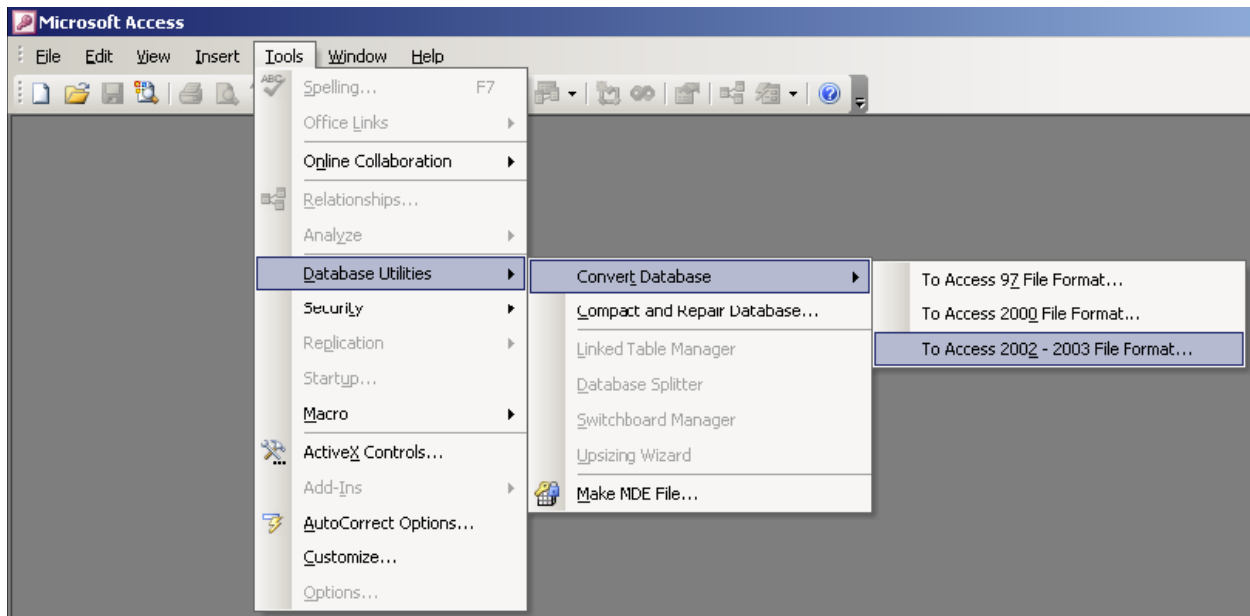 Microsoft Access
File Edit View Insert Tools Window Help
ABC
Spelling... F7
Office Links
Online Collaboration
Relationships...
Analyze
Database Utilities
Security
Replication
Startup...
Macro
ActiveX Controls...
Add-Ins
AutoCorrect Options...
Customize...
Options...
Convert Database
Compact and Repair Database...
Linked Table Manager
Database Splitter
Switchboard Manager
Upsizing Wizard
Make MDE File...
To Access 97 File Format...
To Access 2000 File Format...
To Access 2002 - 2003 File Format...